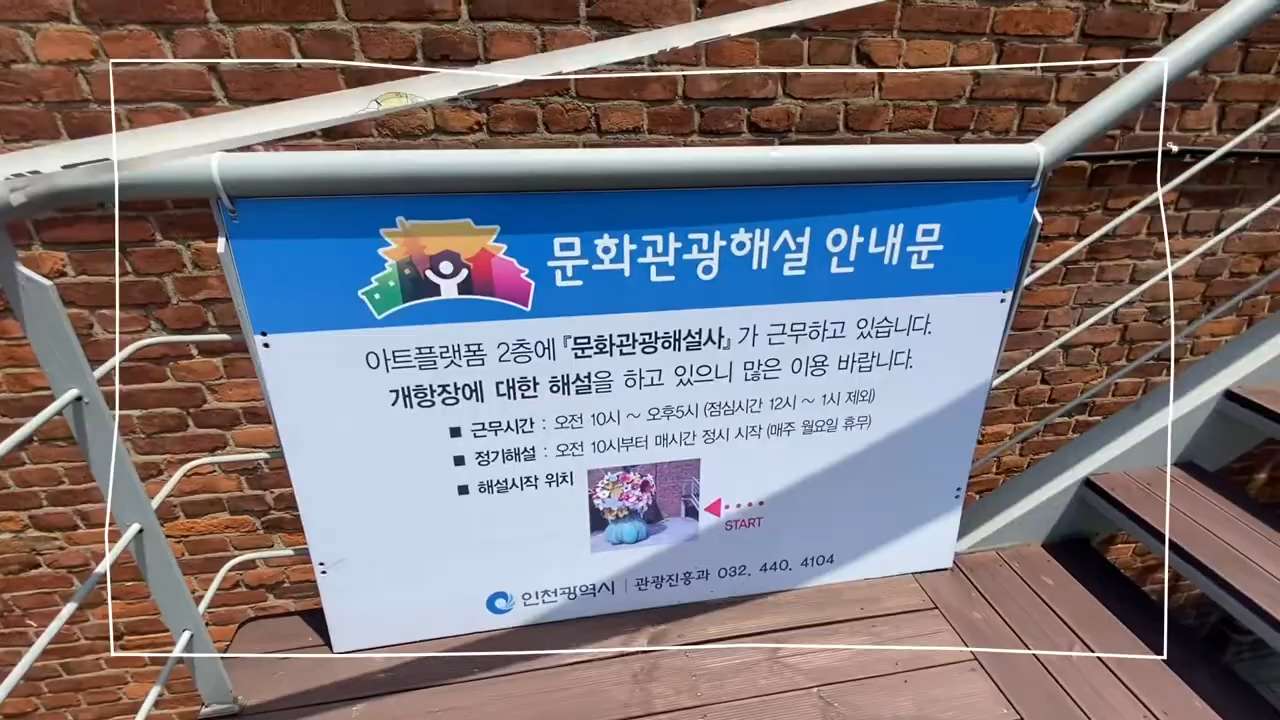 문화관광해설 안내문
아트플랫폼 2층에 『문화관광해설사』가 근무하고 있습니다.
개항장에 대한 해설을 하고 있으니 많은 이용 바랍니다.
■ 근무시간 : 오전 10시 ~ 오후5시 (점심시간 12시 ~ 1시 제외)
■ 정기해설 : 오전 10시부터 매시간 정시 시작 (매주 월요일 휴무)
■ 해설시작 위치
START
인천광역시 | 관광진흥과 032. 440. 4104